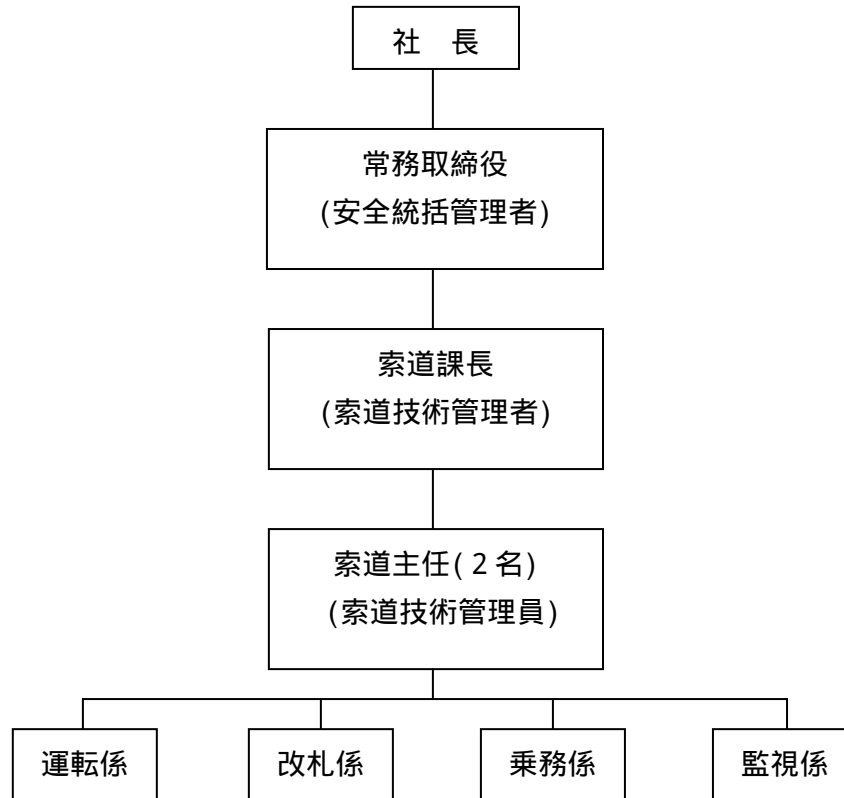 社　長
常務取締役
(安全統括管理者)
索道課長
(索道技術管理者)
索道主任(２名)
(索道技術管理員)
運転係
改札係
乗務係
監視係